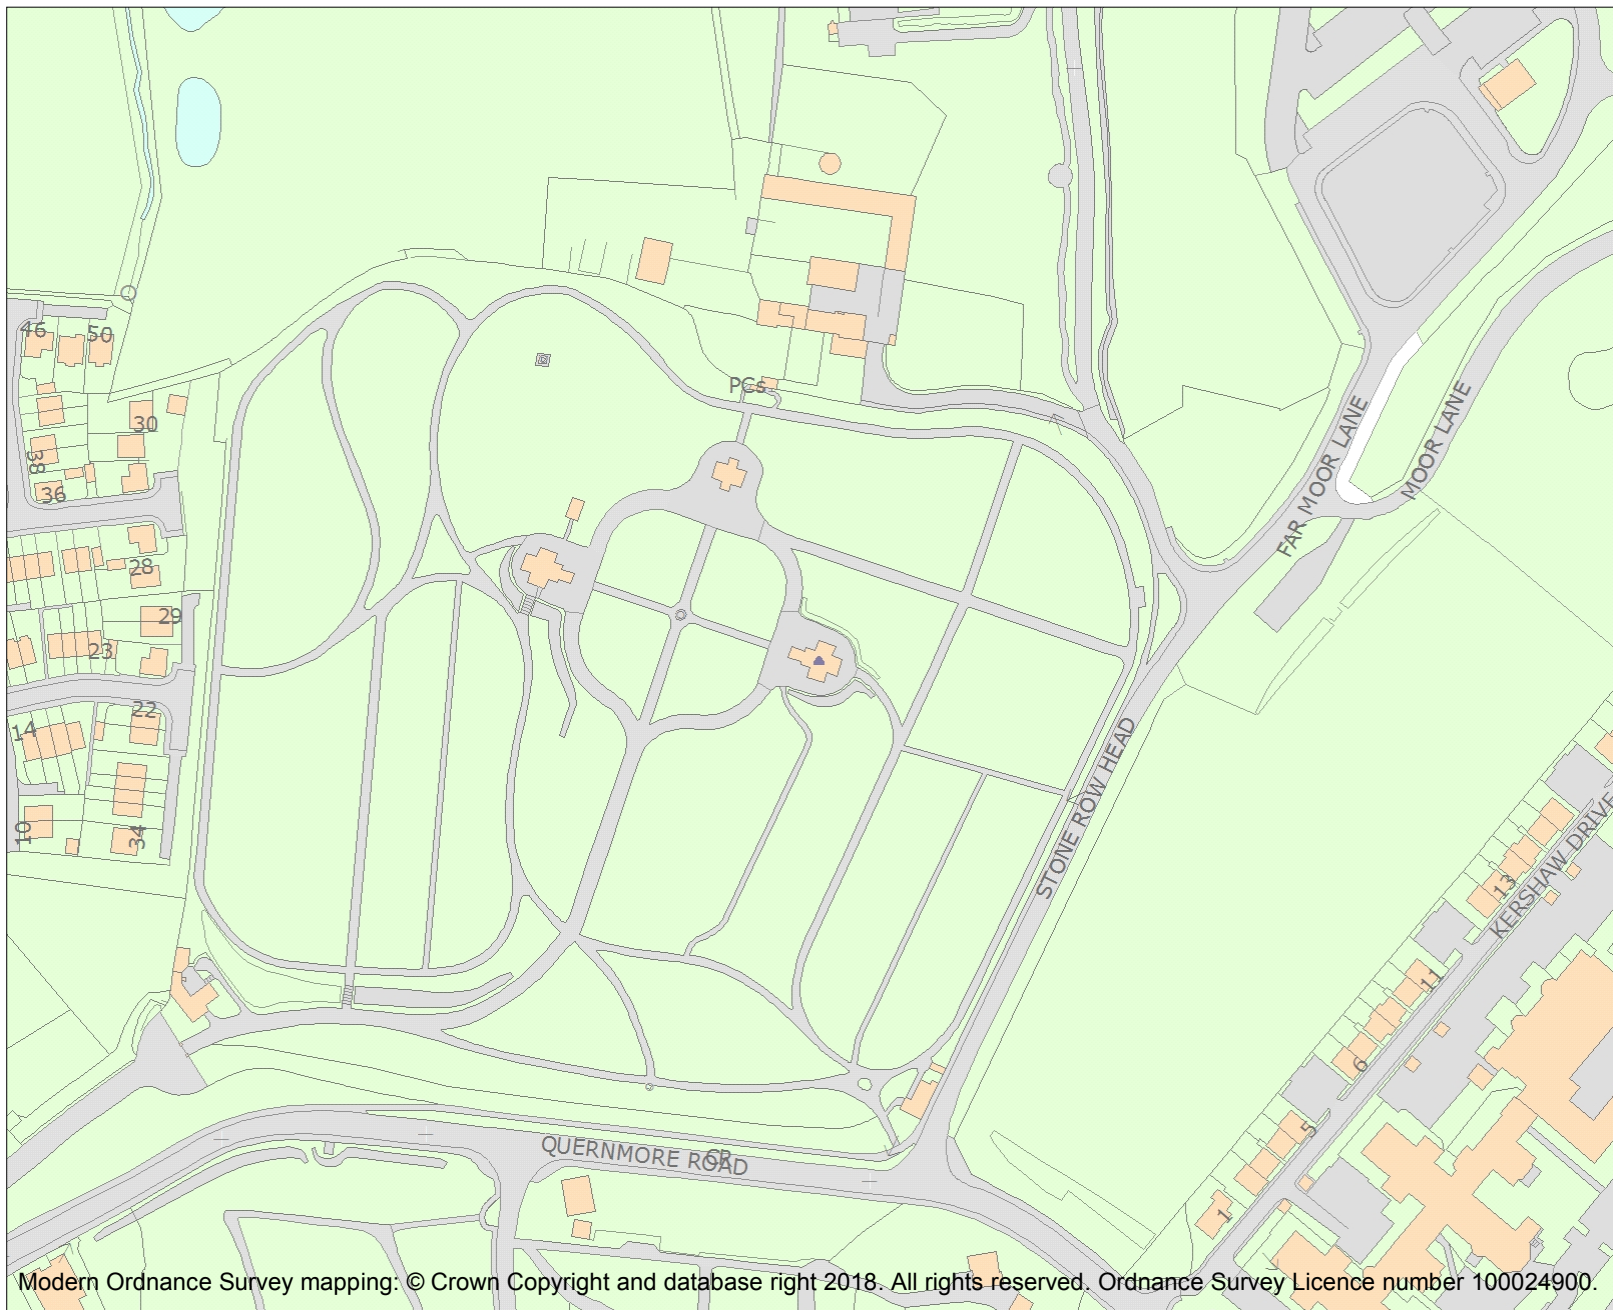 46
50
30
38
36
PCs
FAR MOOR LANE
MOOR LANE
28
29
23
22
14
10
34
STONE ROW HEAD
KERSHAW DRIVE
13
11
6
5
1
QUERNMORE ROAD
CR
Modern Ordnance Survey mapping: © Crown Copyright and database right 2018. All rights reserved. Ordnance Survey Licence number 100024900.